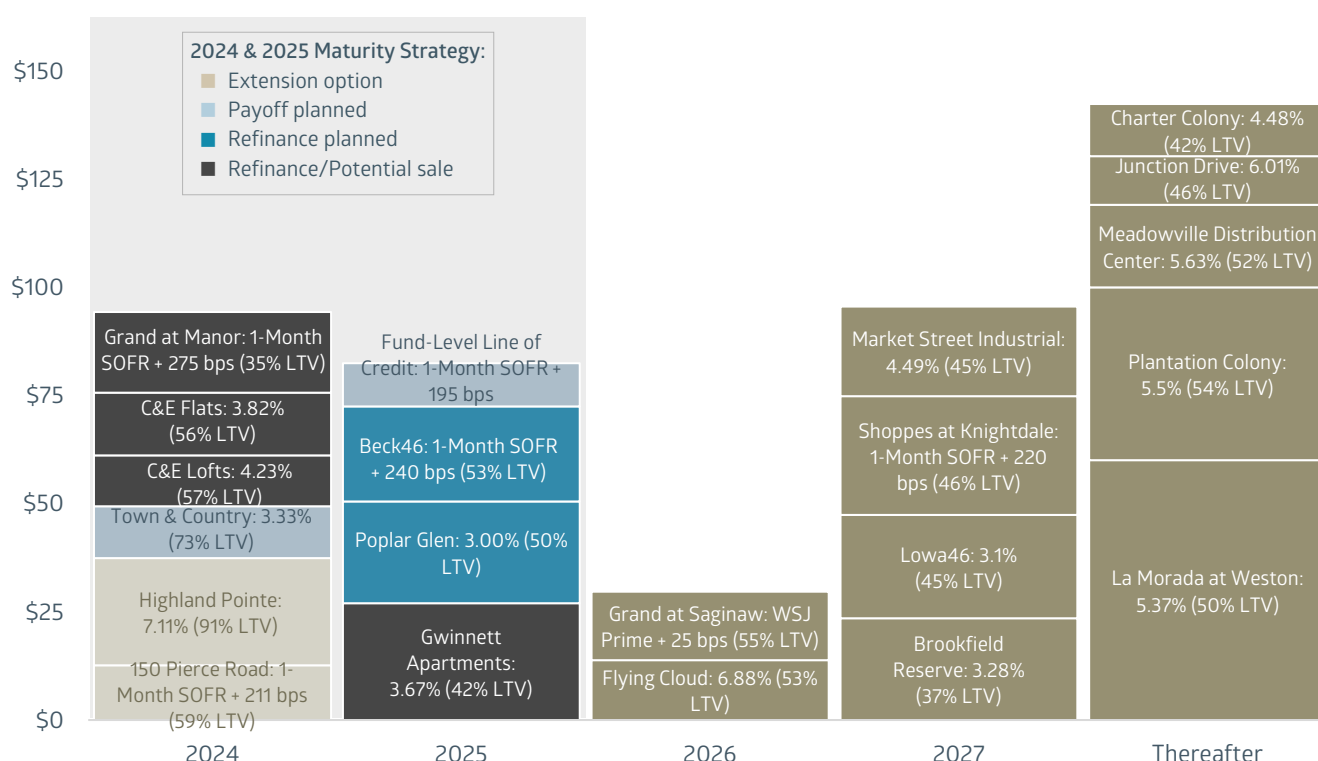 2024 & 2025 Maturity Strategy:
Extension option
Payoff planned
Refinance planned
Refinance/Potential sale
$150
$125
$100
$75
$50
$25
$0
Grand at Manor: 1-Month
SOFR + 275 bps (35% LTV)
C&E Flats: 3.82%
(56% LTV)
C&E Lofts: 4.23%
(57% LTV)
Town & Country: 3.33%
(73% LTV)
Highland Pointe:
7.11% (91% LTV)
150 Pierce Road: 1-
Month SOFR + 211 bps
(59% LTV)
Fund-Level Line of
Credit: 1-Month SOFR +
195 bps
Beck46: 1-Month SOFR
+ 240 bps (53% LTV)
Poplar Glen: 3.00% (50%
LTV)
Gwinnett
Apartments:
3.67% (42% LTV)
Grand at Saginaw: WSJ
Prime + 25 bps (55% LTV)
Flying Cloud: 6.88% (53%
LTV)
Market Street Industrial:
4.49% (45% LTV)
Shoppes at Knightdale:
1-Month SOFR + 220
bps (46% LTV)
Lowa46: 3.1%
(45% LTV)
Brookfield
Reserve: 3.28%
(37% LTV)
Charter Colony: 4.48%
(42% LTV)
Junction Drive: 6.01%
(46% LTV)
Meadowville Distribution
Center: 5.63% (52% LTV)
Plantation Colony:
5.5% (54% LTV)
La Morada at Weston:
5.37% (50% LTV)
2024
2025
2026
2027
Thereafter